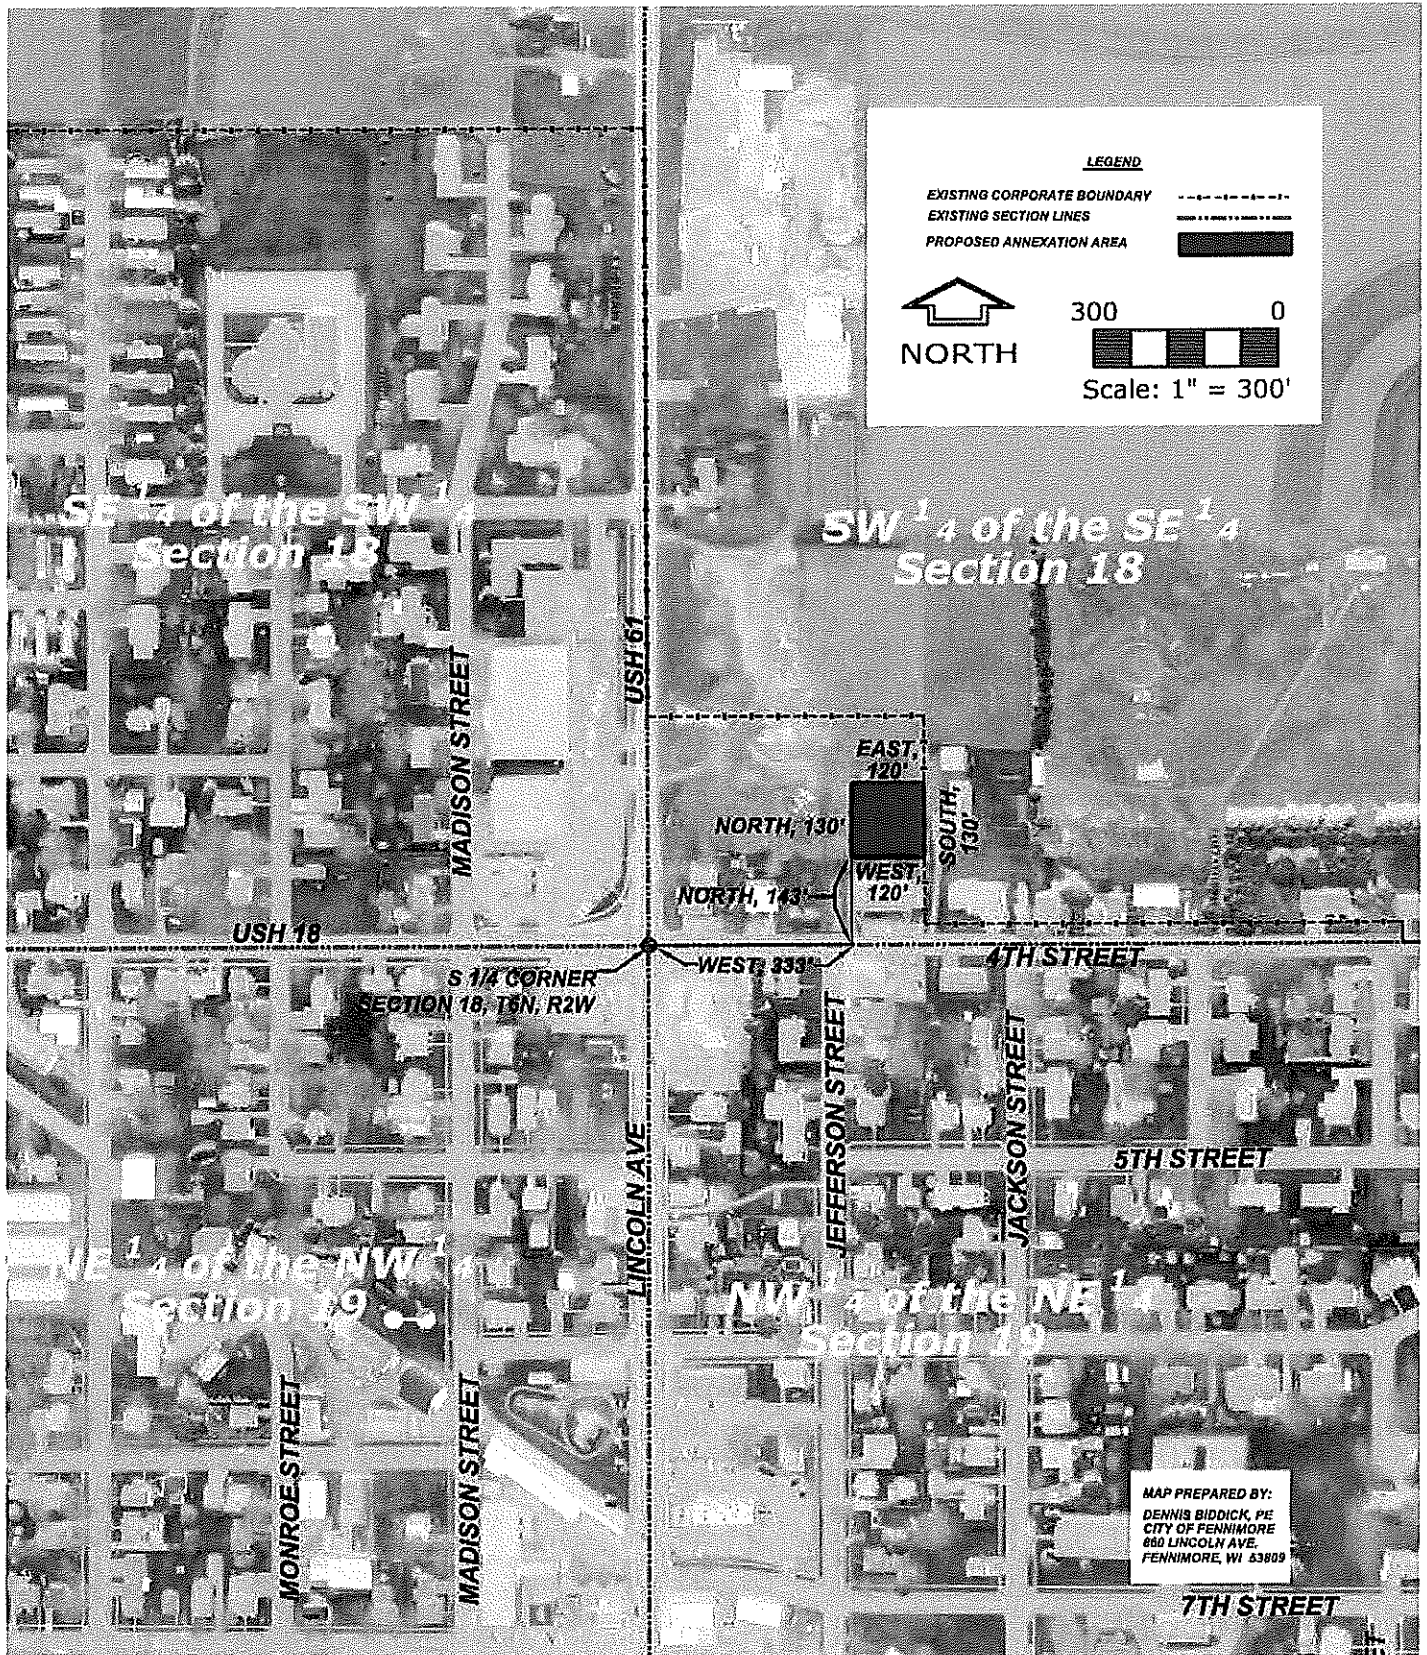 LEGEND
EXISTING CORPORATE BOUNDARY
EXISTING SECTION LINES
PROPOSED ANNEXATION AREA
300 0
NORTH
Scale: 1" = 300'
SE 1/4 of the SW 1/4
Section 18
SW 1/4 of the SE 1/4
Section 18
USH 61
MADISON STREET
EAST,
120'
NORTH, 130'
SOUTH,
130'
WEST,
120'
NORTH, 143'
USH 18
WEST, 333'
4TH STREET
S 1/4 CORNER
SECTION 18, T6N, R2W
JEFFERSON STREET
JACKSON STREET
LINCOLN AVE
5TH STREET
NE 1/4 of the NW 1/4
Section 19
NW 1/4 of the NE 1/4
Section 19
MONROE STREET
MADISON STREET
MAP PREPARED BY:
DENNIS BIDDICK, PE
CITY OF FENNIMORE
860 LINCOLN AVE.
FENNIMORE, WI 53809
7TH STREET